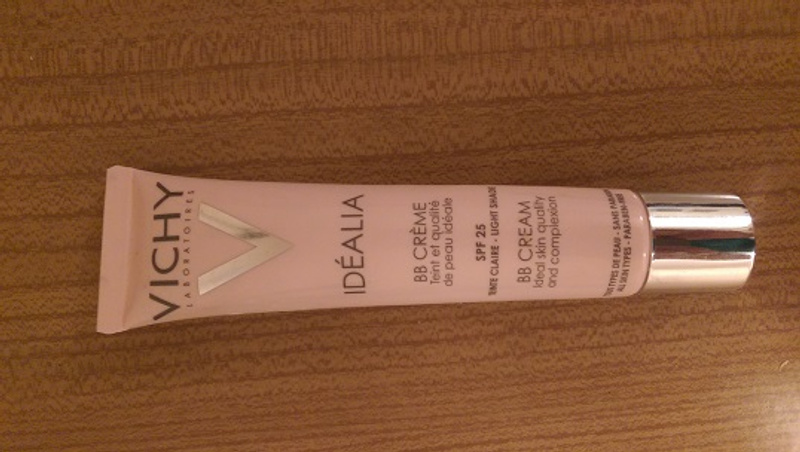 VICHY
LABORATOIRES
IDÉALIA
BB CRÈME
Teint et qualité
de peau idéale
SPF 25
TEINTE CLAIRE - LIGHT SHADE
BB CREAM
Ideal skin quality
and complexion
TOUS TYPES DE PEAU - SANS PARABEN
ALL SKIN TYPES - PARABEN-FREE